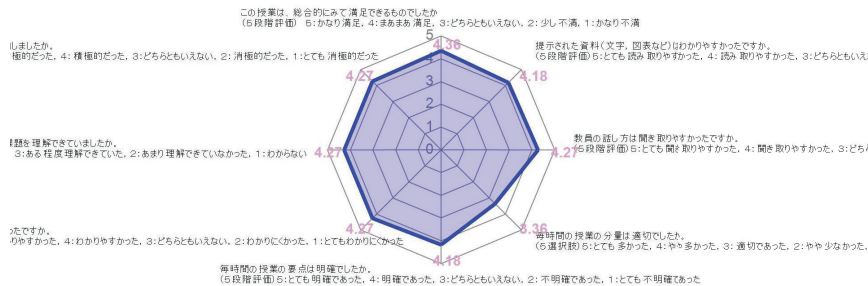 この授業は、総合的にみて満足できるものでしたか
(5段階評価) 5:かなり満足, 4:まあまあ満足, 3:どちらともいえない, 2:少し不満, 1:かなり不満
5
4.36
しましたか。
極的だった, 4: 積極的だった, 3:どちらともいえない, 2: 消極的だった, 1:とても 消極的だった
4.27
提示された資料(文字, 図表など)はわかりやすかったですか。
(5段階評価) 5:とても読み取りやすかった, 4: 読み取りやすかった, 3:どちらともいえ
4.18
4
3
2
1
0
課題を理解できていましたか。
3:ある程度理解できていた, 2:あまり理解できていなかった, 1:わからない
4.27
教員の話し方は聞き取りやすかったですか。
(5段階評価) 5:とても聞き取りやすかった, 4: 聞き取りやすかった, 3:どちら
4.27
ったですか。
りやすかった, 4:わかりやすかった, 3:どちらともいえない, 2:わかりにくかった, 1:とてもわかりにくかった
4.27
毎時間の授業の分量は適切でしたか。
(5選択肢) 5:とても多かった, 4:やや多かった, 3: 適切であった, 2:やや少なかった,
3.36
毎時間の授業の要点は明確でしたか。
(5段階評価) 5:とても明確であった, 4: 明確であった, 3:どちらともいえない, 2: 不明確であった, 1:とても不明確であった
4.18